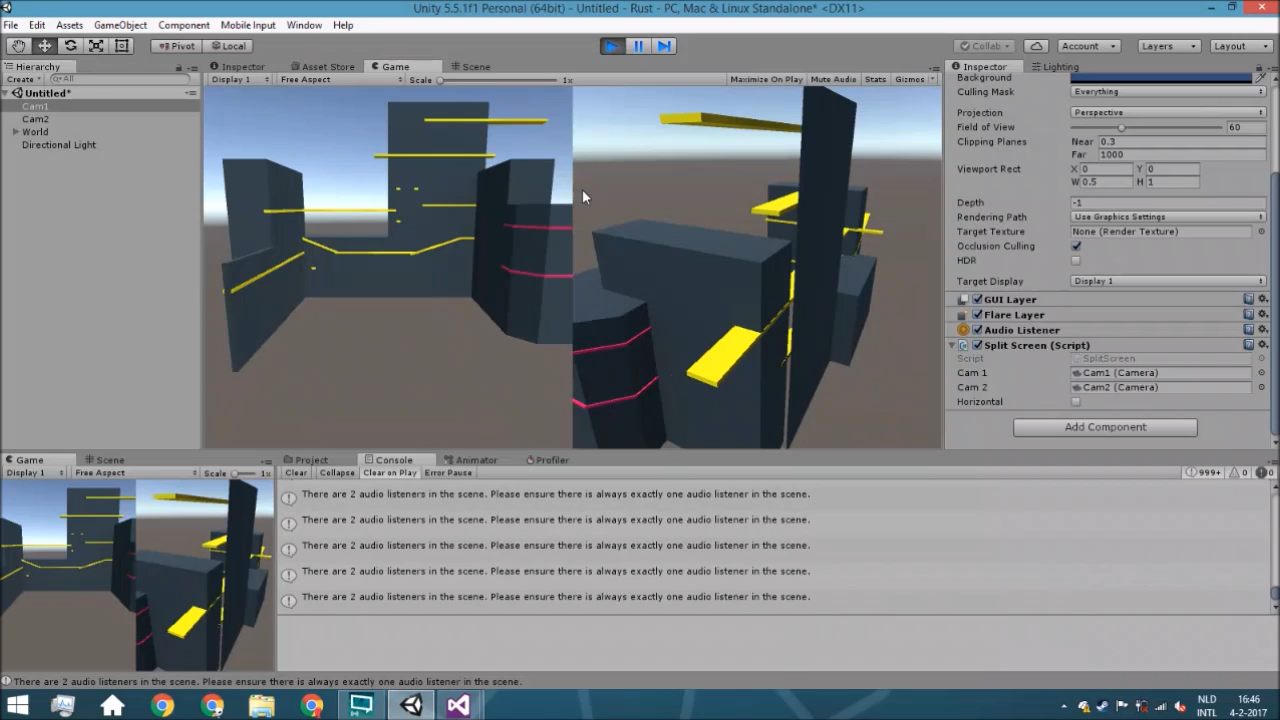 Unity 5.5.1f1 Personal (64bit) - Untitled - Rust - PC, Mac & Linux Standalone* <DX11>
File Edit Assets GameObject Component Mobile Input Window Help
Pivot Local Collab Account Layers Layout
Hierarchy Inspector Asset Store Game Scene Inspector Lighting
Create All Display 1 Free Aspect Scale 1x Maximize On Play Mute Audio Stats Gizmos
Background
Untitled* Culling Mask Everything
Cam1
Projection Perspective
Cam2
Field of View 60
World
Clipping Planes Near 0.3
Directional Light
Far 1000
Viewport Rect X 0 Y 0
W 0.5 H 1
Depth -1
Rendering Path Use Graphics Settings
Target Texture None (Render Texture)
Occlusion Culling
HDR
Target Display Display 1
GUI Layer
Flare Layer
Audio Listener
Split Screen (Script)
Script SplitScreen
Cam 1 Cam1 (Camera)
Cam 2 Cam2 (Camera)
Horizontal
Add Component
Game Scene Project Console Animator Profiler
Display 1 Free Aspect Scale 1x Clear Collapse Clear on Play Error Pause 999+ 0 0
There are 2 audio listeners in the scene. Please ensure there is always exactly one audio listener in the scene.
There are 2 audio listeners in the scene. Please ensure there is always exactly one audio listener in the scene.
There are 2 audio listeners in the scene. Please ensure there is always exactly one audio listener in the scene.
There are 2 audio listeners in the scene. Please ensure there is always exactly one audio listener in the scene.
There are 2 audio listeners in the scene. Please ensure there is always exactly one audio listener in the scene.
There are 2 audio listeners in the scene. Please ensure there is always exactly one audio listener in the scene.
NLD 16:46
INTL 4-2-2017